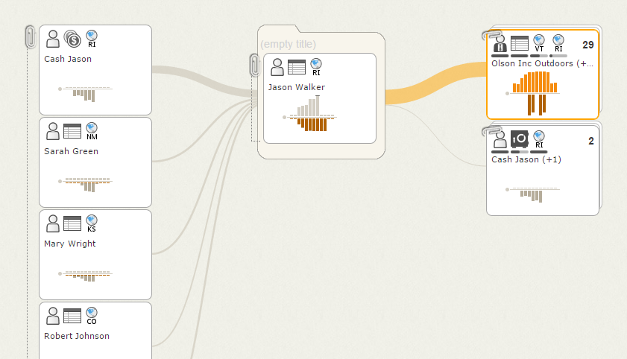 RI
Cash Jason
NM
Sarah Green
KS
Mary Wright
CO
Robert Johnson
(empty title)
RI
Jason Walker
VT RI 29
Olson Inc Outdoors (+...
RI 2
Cash Jason (+1)